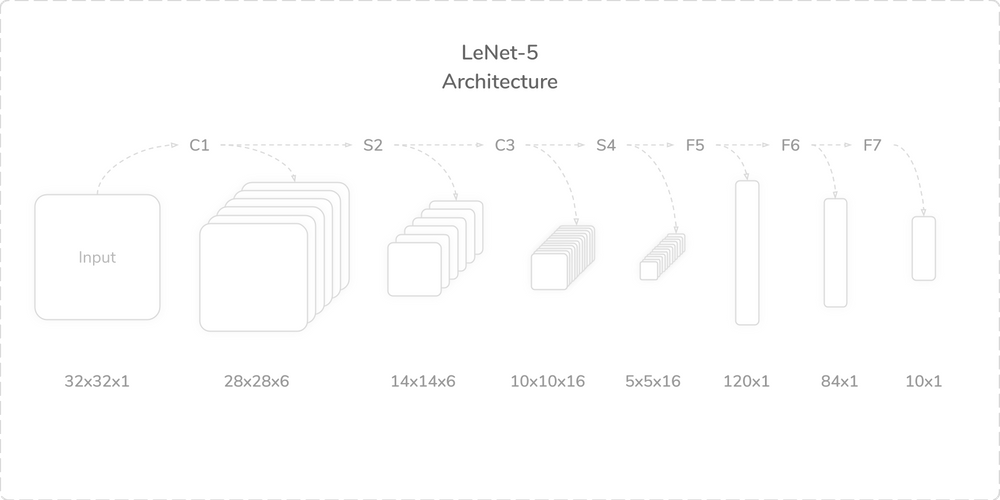 LeNet-5
Architecture
C1 S2 C3 S4 F5 F6 F7
Input
32x32x1 28x28x6 14x14x6 10x10x16 5x5x16 120x1 84x1 10x1